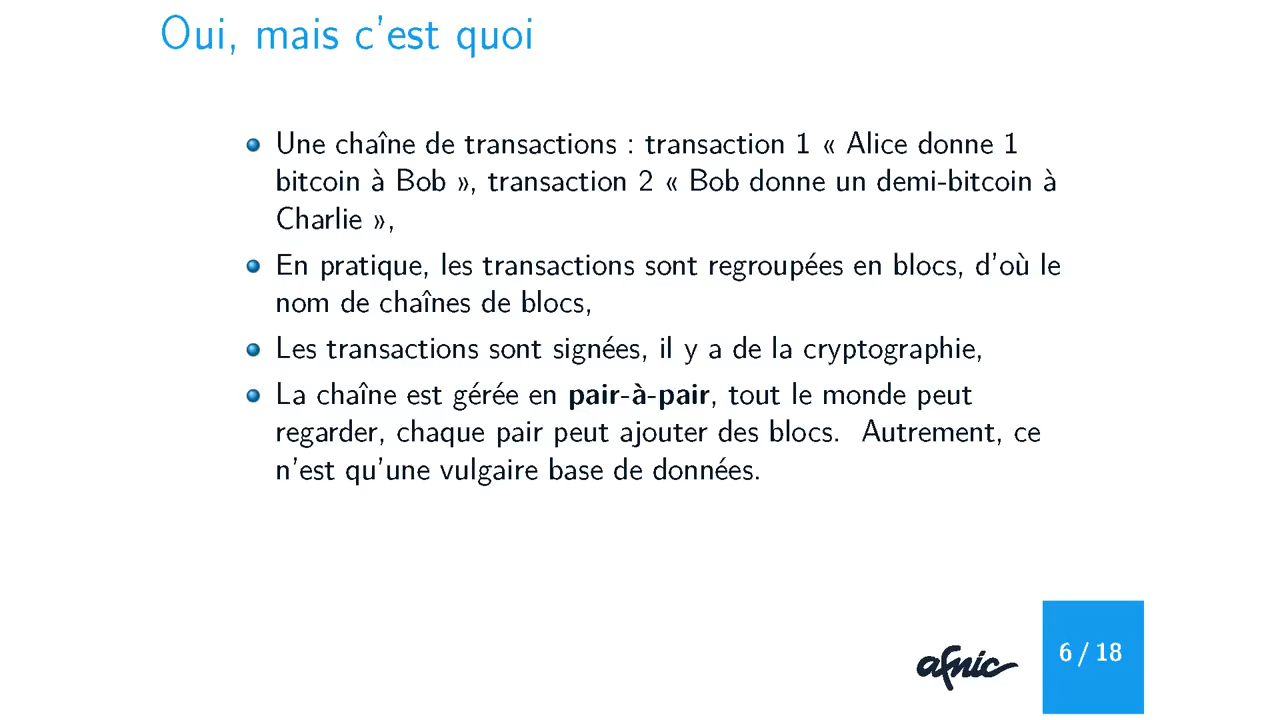 Oui, mais c'est quoi
Une chaîne de transactions : transaction 1 « Alice donne 1
bitcoin à Bob », transaction 2 « Bob donne un demi-bitcoin à
Charlie »,
En pratique, les transactions sont regroupées en blocs, d'où le
nom de chaînes de blocs,
Les transactions sont signées, il y a de la cryptographie,
La chaîne est gérée en pair-à-pair, tout le monde peut
regarder, chaque pair peut ajouter des blocs. Autrement, ce
n'est qu'une vulgaire base de données.
afnic
6 / 18